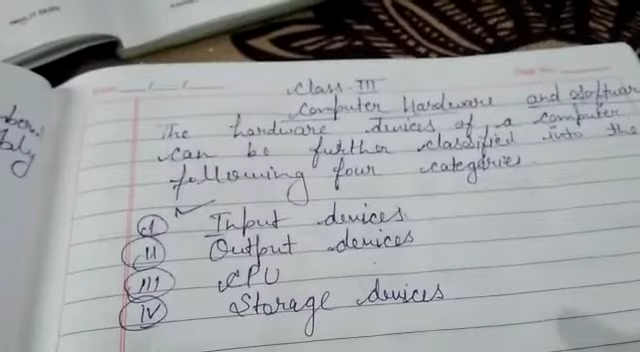 Class-III
Computer Hardware and Softwar
The hardware devices of a computer
can be further classified into the
following four categories.
I Input devices.
II Output devices
III CPU
IV Storage devices